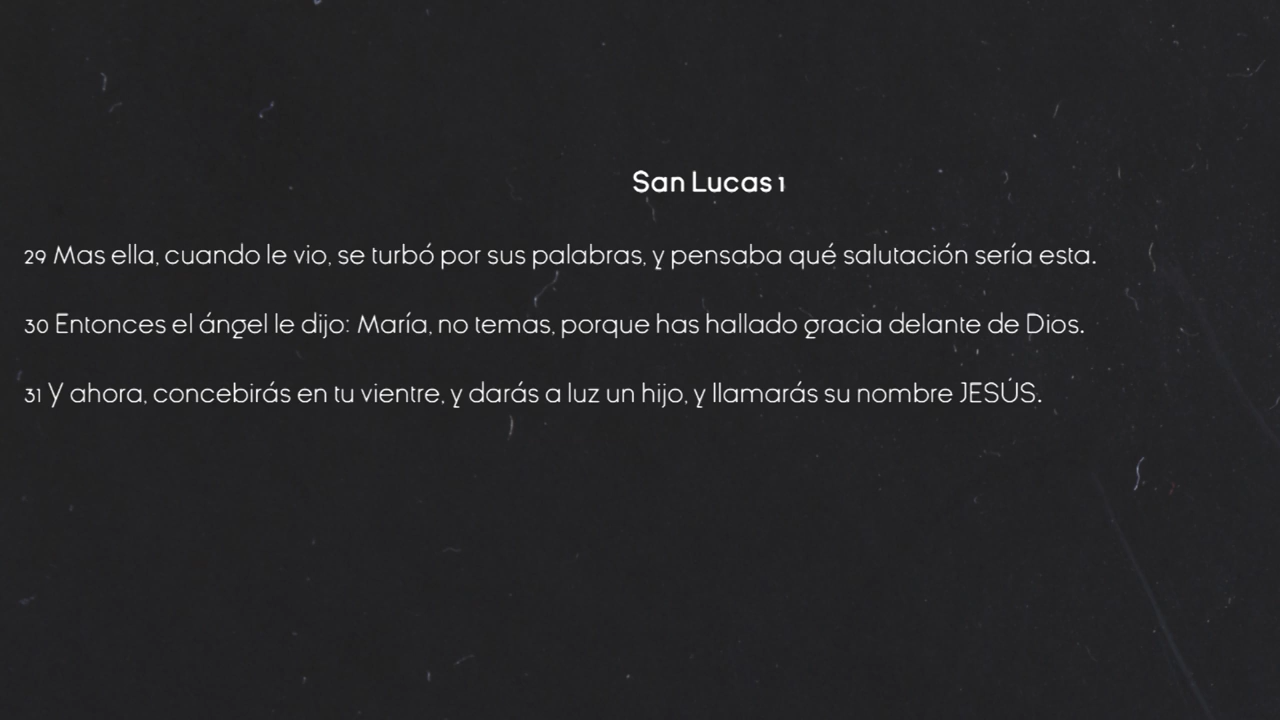 San Lucas 1
29 Mas ella, cuando le vio, se turbó por sus palabras, y pensaba qué salutación sería esta.
30 Entonces el ángel le dijo: María, no temas, porque has hallado gracia delante de Dios.
31 Y ahora, concebirás en tu vientre, y darás a luz un hijo, y llamarás su nombre JESÚS.